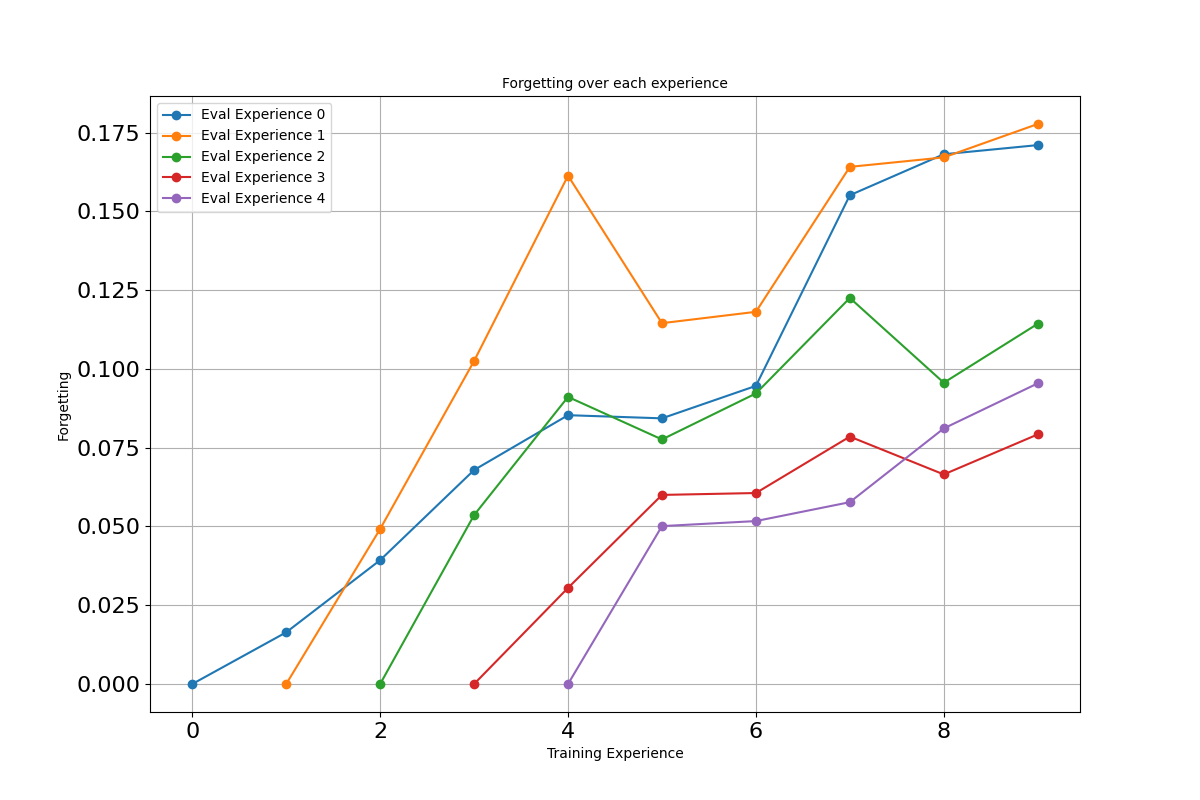 Forgetting over each experience
Eval Experience 0
Eval Experience 1
Eval Experience 2
Eval Experience 3
Eval Experience 4
0.175
0.150
0.125
0.100
0.075
0.050
0.025
0.000
Forgetting
0 2 4 6 8
Training Experience